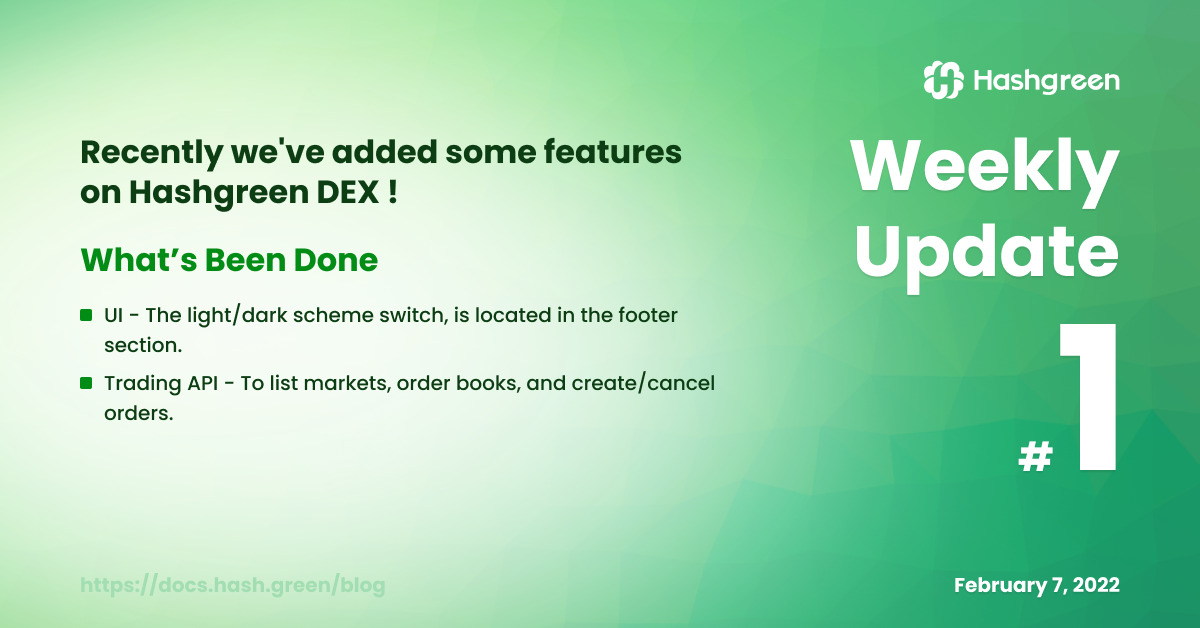 Hashgreen
Weekly
Update
#1
Recently we've added some features
on Hashgreen DEX !
What’s Been Done
UI - The light/dark scheme switch, is located in the footer
section.
Trading API - To list markets, order books, and create/cancel
orders.
https://docs.hash.green/blog
February 7, 2022